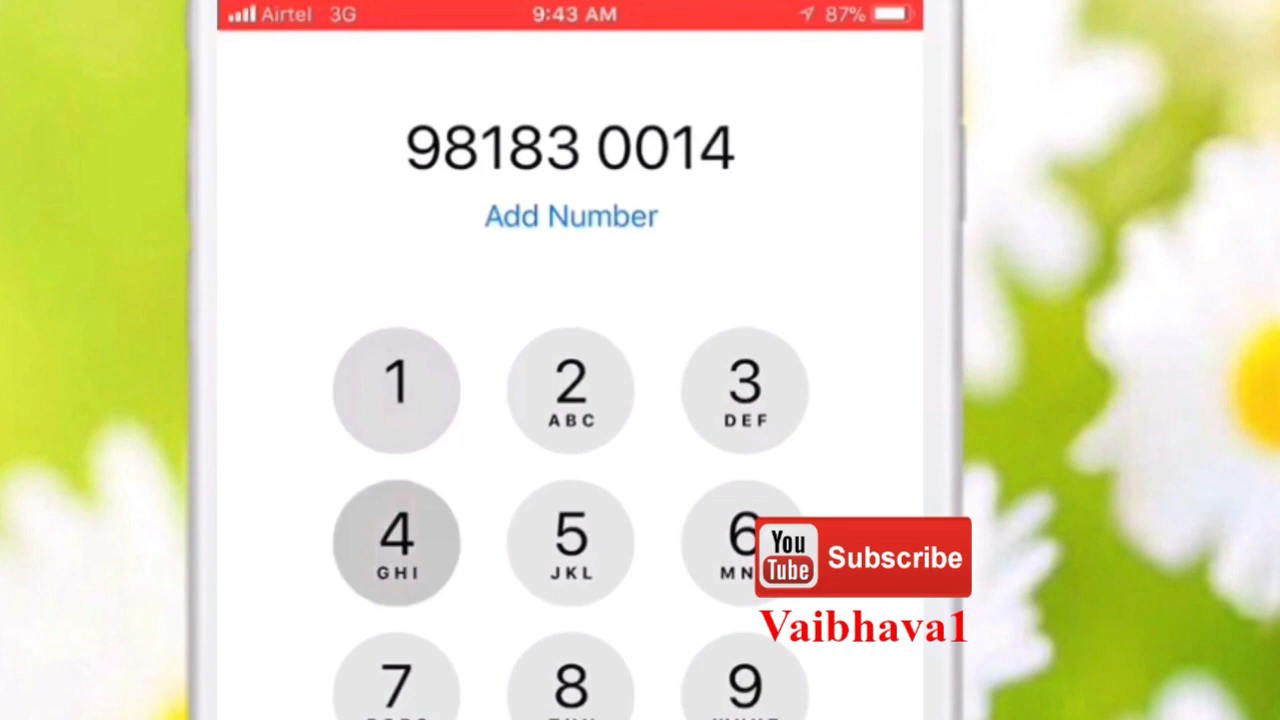 Airtel 3G 9:43 AM 87%
98183 0014
Add Number
1 2 3
ABC DEF
4 5 6
GHI JKL MN
You Tube Subscribe
Vaibhava1
7 8 9